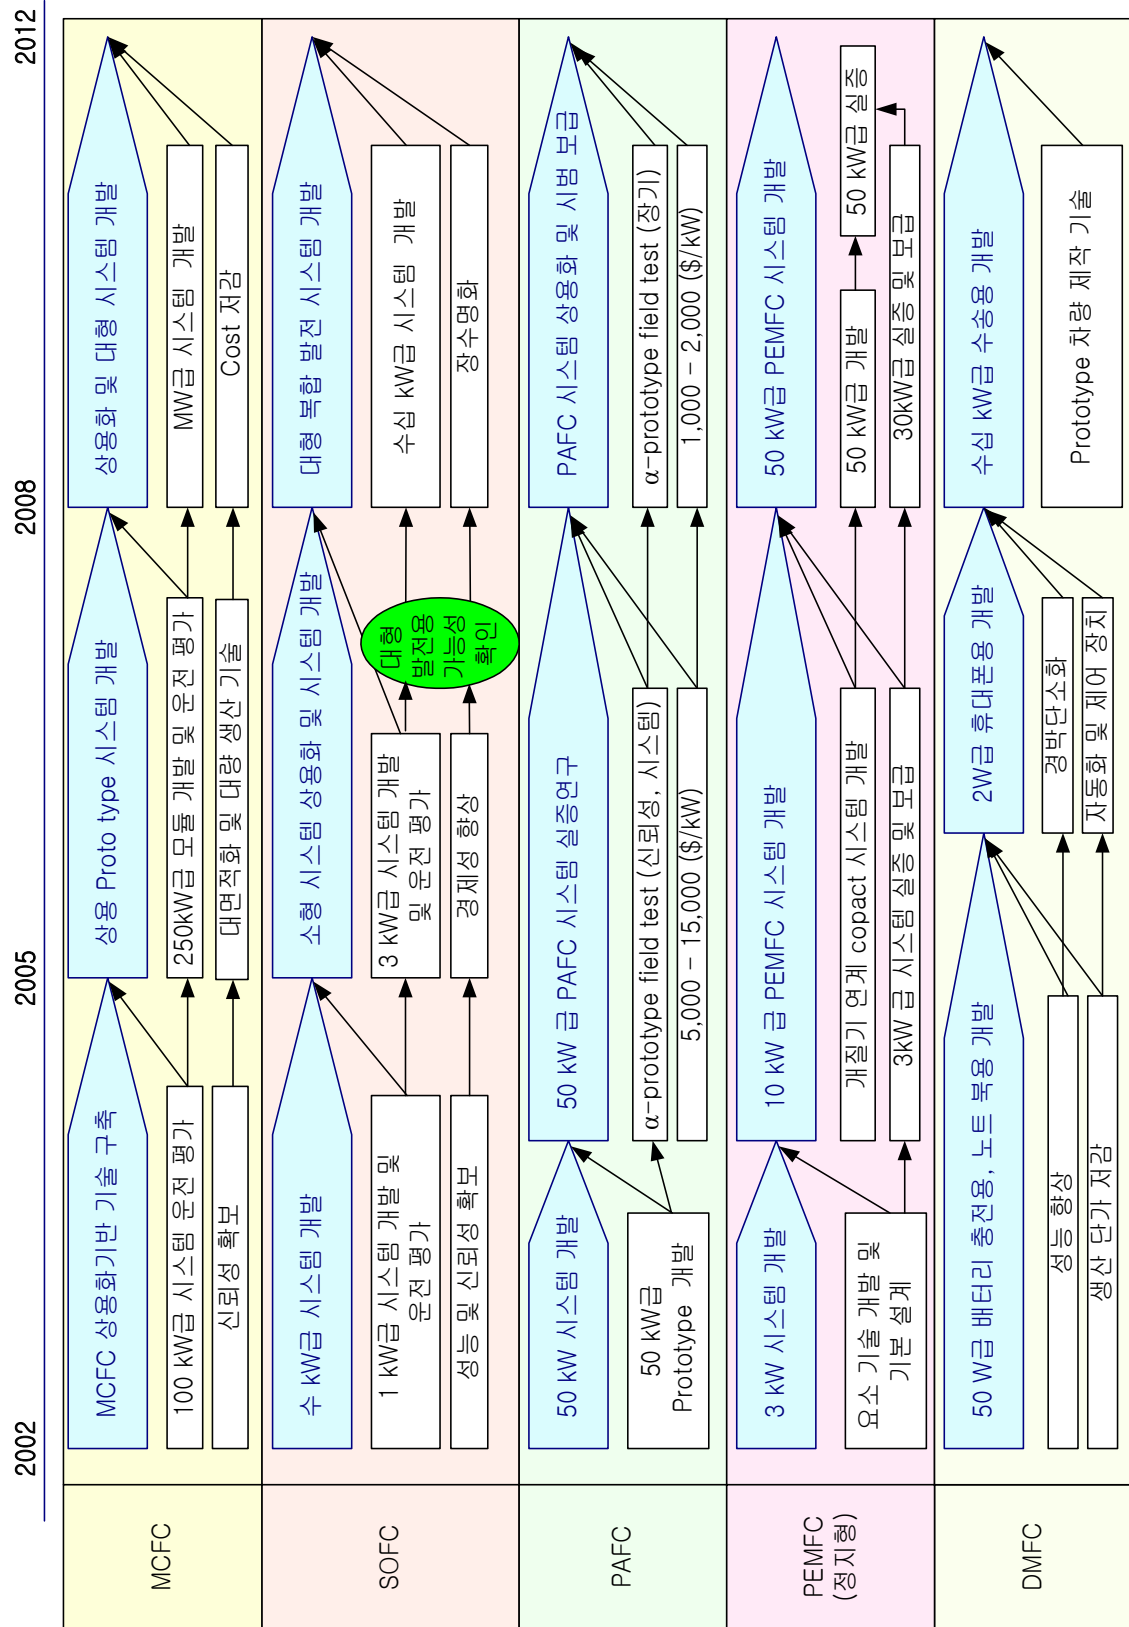 2002
2005
2008
2012
MCFC
MCFC 상용화기반 기술 구축
상용 Proto type 시스템 개발
상용화 및 대형 시스템 개발
100 kW급 시스템 운전 평가
250kW급 모듈 개발 및 운전 평가
MW급 시스템 개발
신뢰성 확보
대면적화 및 대량 생산 기술
Cost 저감
SOFC
수 kW급 시스템 개발
소형 시스템 상용화 및 시스템 개발
대형 복합 발전 시스템 개발
1 kW급 시스템 개발 및
운전 평가
3 kW급 시스템 개발
및 운전 평가
대형
발전용
가능성
확인
수십 kW급 시스템 개발
성능 및 신뢰성 확보
경제성 향상
장수명화
PAFC
50 kW 시스템 개발
50 kW 급 PAFC 시스템 실증연구
PAFC 시스템 상용화 및 시범 보급
50 kW급
Prototype 개발
α-prototype field test (신뢰성, 시스템)
α-prototype field test (장기)
5,000 – 15,000 ($/kW)
1,000 – 2,000 ($/kW)
PEMFC
(정지형)
3 kW 시스템 개발
10 kW 급 PEMFC 시스템 개발
50 kW급 PEMFC 시스템 개발
요소 기술 개발 및
기본 설계
개질기 연계 copact 시스템 개발
50 kW급 개발
50 kW급 실증
3kW 급 시스템 실증 및 보급
30kW급 실증 및 보급
DMFC
50 W급 배터리 충전용, 노트 북용 개발
2W급 휴대폰용 개발
수십 kW급 수송용 개발
성능 향상
경박단소화
Prototype 차량 제작 기술
생산 단가 저감
자동화 및 제어 장치